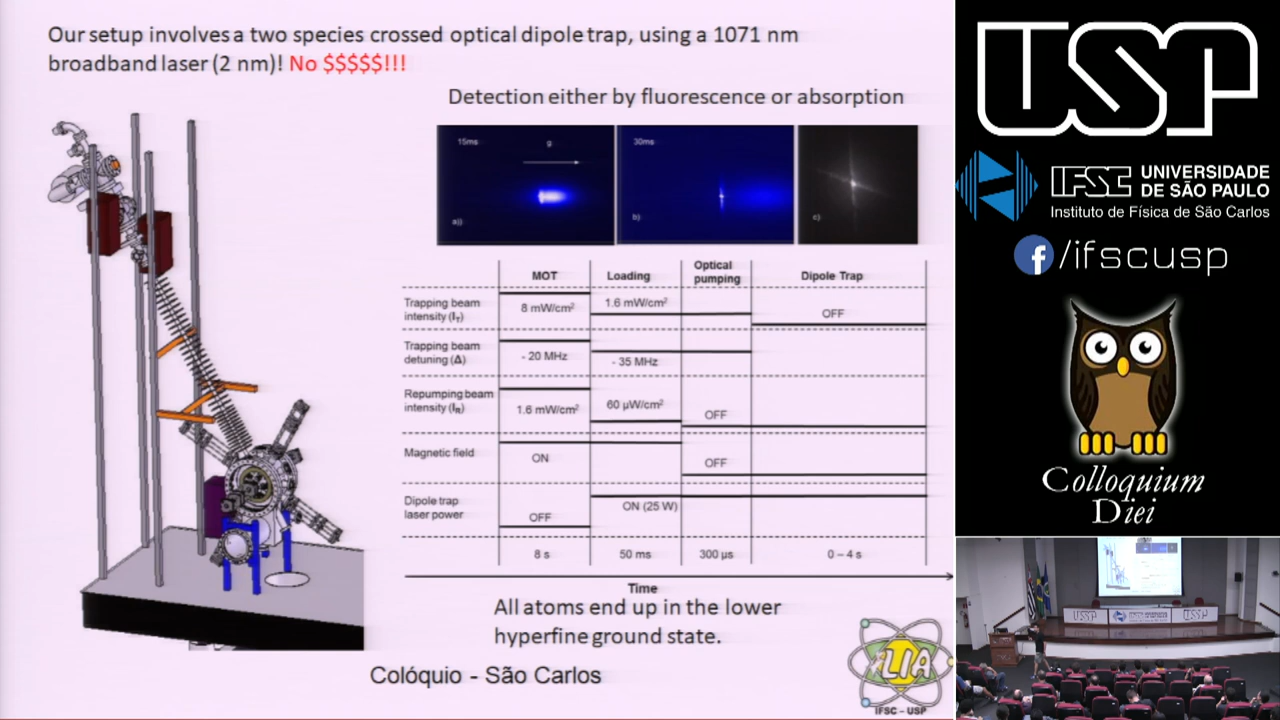 Our setup involves a two species crossed optical dipole trap, using a 1071 nm
broadband laser (2 nm)! No $$$$$!!!
Detection either by fluorescence or absorption
15ms
g
a)
30ms
b)
c)
MOT
Loading
Optical
pumping
Dipole Trap
Trapping beam
intensity (I_T)
8 mW/cm²
1.6 mW/cm²
OFF
Trapping beam
detuning (Δ)
- 20 MHz
- 35 MHz
Repumping beam
intensity (I_R)
1.6 mW/cm²
60 μW/cm²
OFF
Magnetic field
ON
OFF
Dipole trap
laser power
OFF
ON (25 W)
8 s
50 ms
300 μs
0 – 4 s
Time
All atoms end up in the lower
hyperfine ground state.
Colóquio - São Carlos
LIA
IFSC - USP
USP
IFSC UNIVERSIDADE
DE SÃO PAULO
Instituto de Física de São Carlos
f/ifscusp
Colloquium
Diei